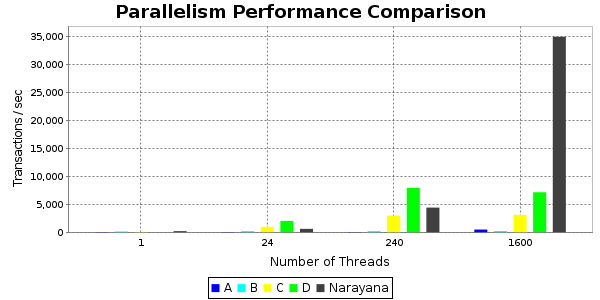 Parallelism Performance Comparison
35,000
30,000
25,000
20,000
15,000
10,000
5,000
0
Transactions / sec
1 24 240 1600
Number of Threads
A B C D Narayana